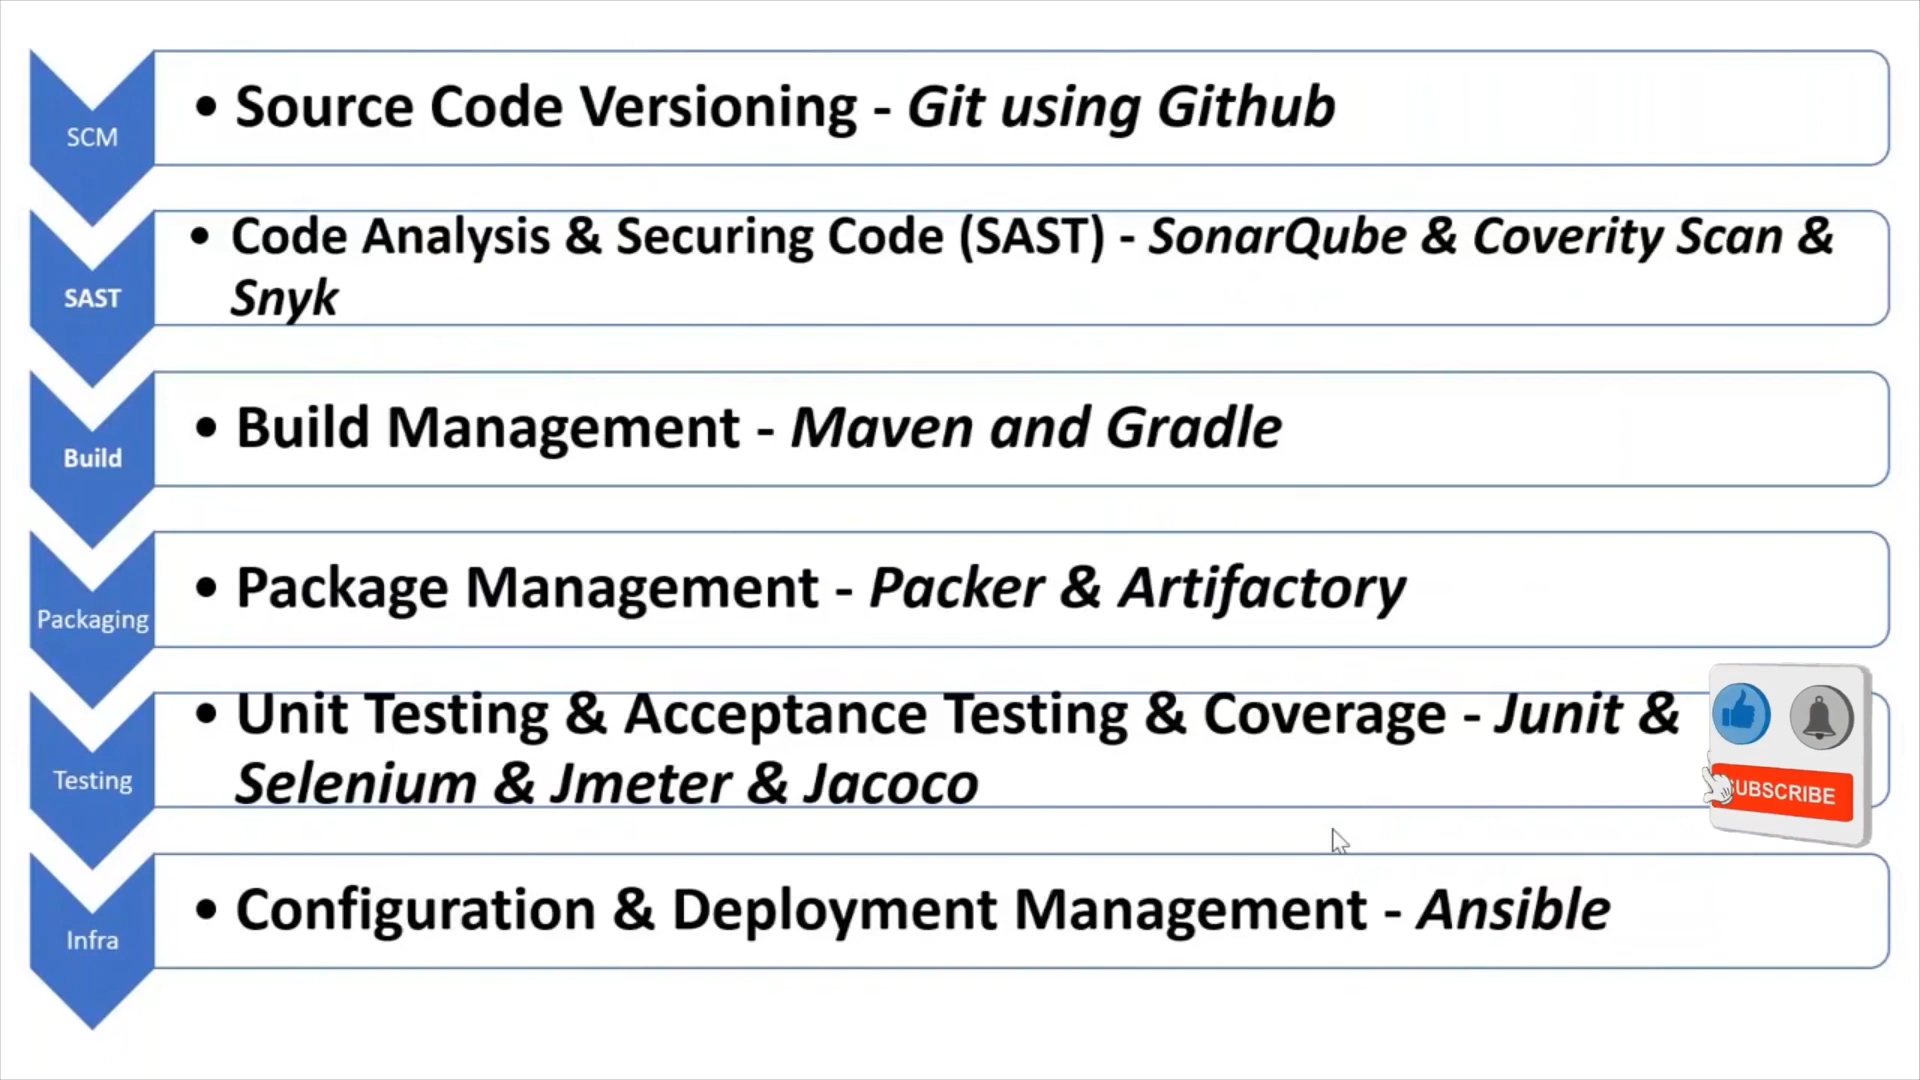 SCM
• Source Code Versioning - Git using Github
SAST
• Code Analysis & Securing Code (SAST) - SonarQube & Coverity Scan &
Snyk
Build
• Build Management - Maven and Gradle
Packaging
• Package Management - Packer & Artifactory
Testing
• Unit Testing & Acceptance Testing & Coverage - Junit &
Selenium & Jmeter & Jacoco
SUBSCRIBE
Infra
• Configuration & Deployment Management - Ansible